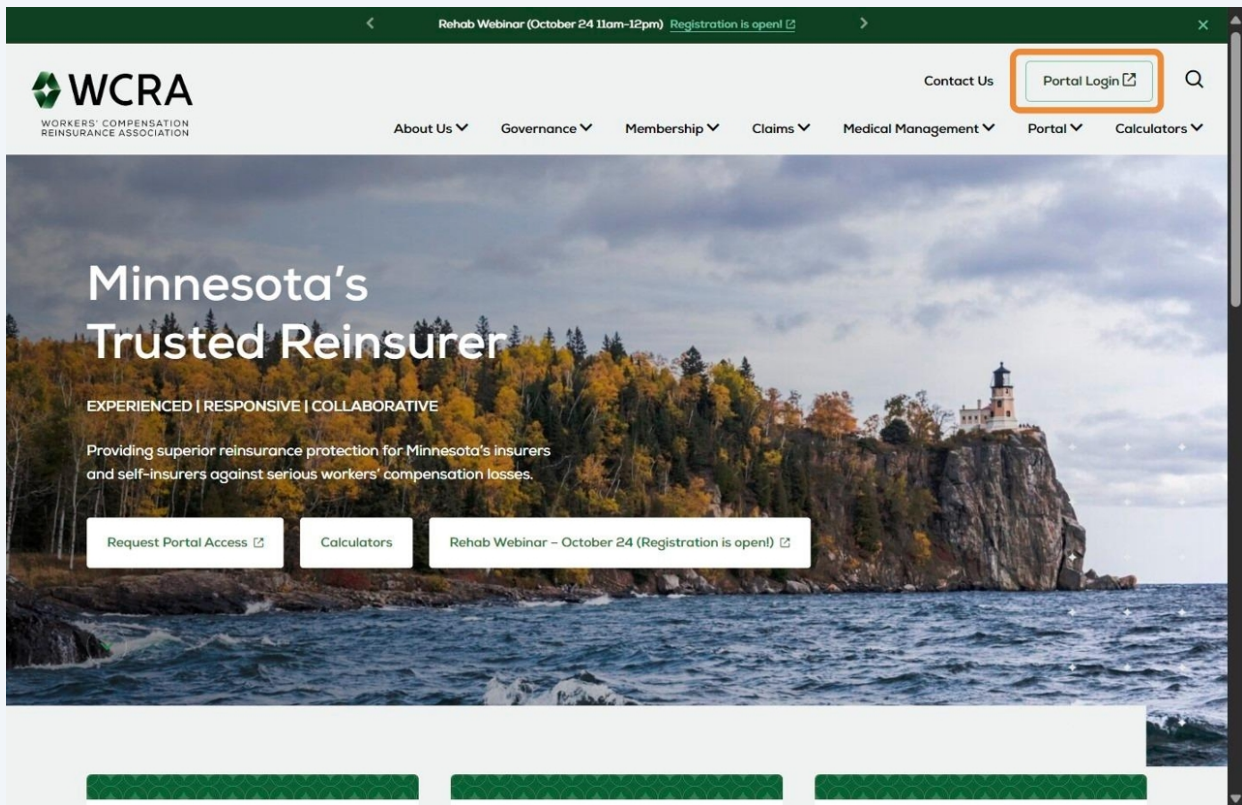 Rehab Webinar (October 24 11am-12pm) Registration is open!
WCRA
WORKERS' COMPENSATION
REINSURANCE ASSOCIATION
Contact Us
Portal Login
About Us
Governance
Membership
Claims
Medical Management
Portal
Calculators
Minnesota's
Trusted Reinsurer
EXPERIENCED | RESPONSIVE | COLLABORATIVE
Providing superior reinsurance protection for Minnesota's insurers
and self-insurers against serious workers' compensation losses.
Request Portal Access
Calculators
Rehab Webinar – October 24 (Registration is open!)